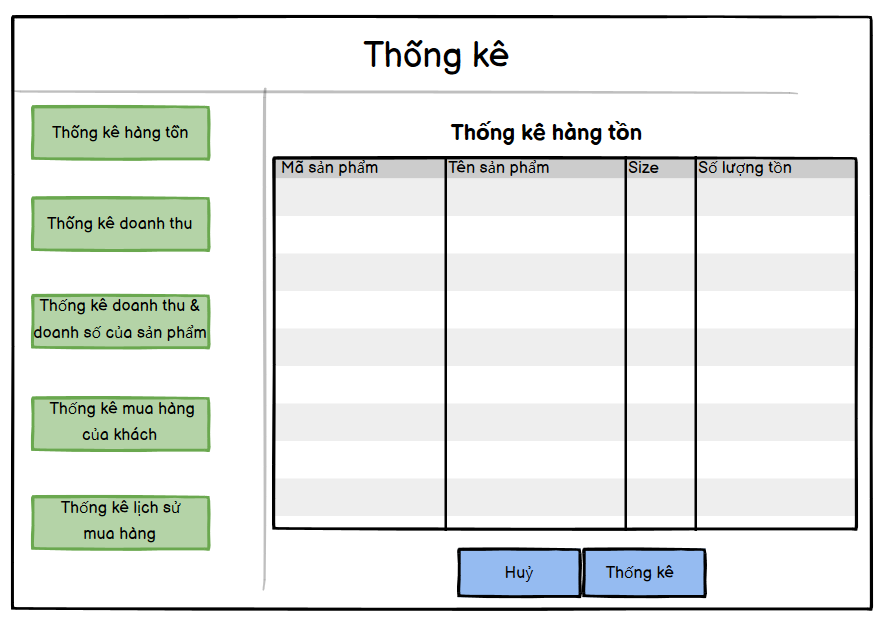 Thống kê
Thống kê hàng tồn
Thống kê doanh thu
Thống kê doanh thu &
doanh số của sản phẩm
Thống kê mua hàng
của khách
Thống kê lịch sử
mua hàng
Thống kê hàng tồn
Mã sản phẩm Tên sản phẩm Size Số lượng tồn
Huỷ Thống kê